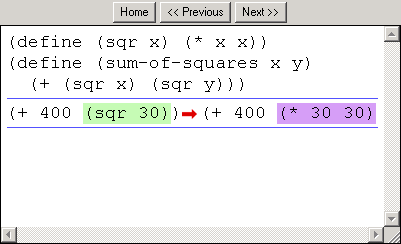 Home << Previous Next >>
(define (sqr x) (* x x))
(define (sum-of-squares x y)
  (+ (sqr x) (sqr y)))
(+ 400 (sqr 30))➡(+ 400 (* 30 30)